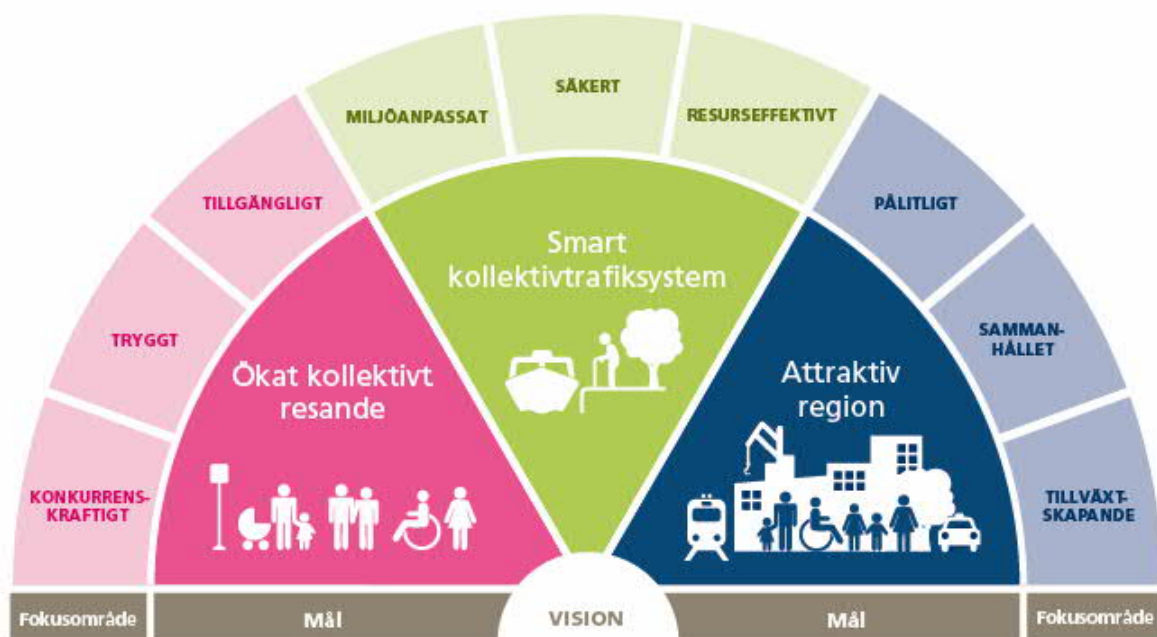 MILJÖANPASSAT
SÄKERT
RESURSEFFEKTIVT
TILLGÄNGLIGT
TRYGGT
KONKURRENS-
KRAFTIGT
PÅLITLIGT
SAMMAN-
HÅLLET
TILLVÄXT-
SKAPANDE
Smart
kollektivtrafiksystem
Ökat kollektivt
resande
Attraktiv
region
Fokusområde
Mål
VISION
Mål
Fokusområde